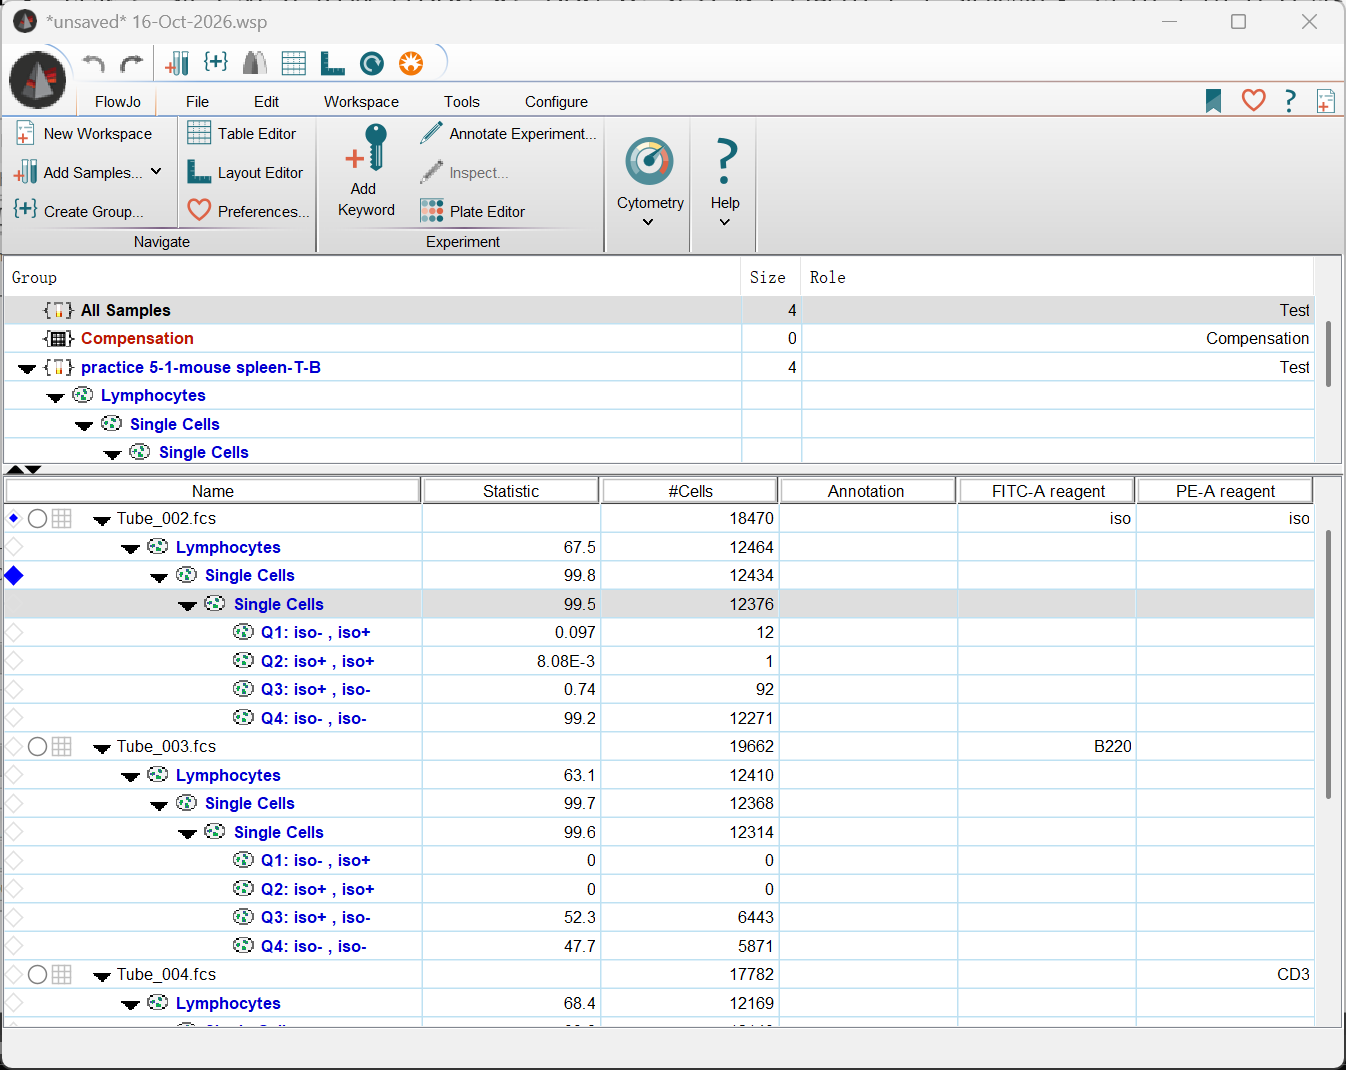 *unsaved* 16-Oct-2026.wsp
FlowJo File Edit Workspace Tools Configure
New Workspace Table Editor Annotate Experiment...
Add Samples... Layout Editor Add Keyword Inspect... Cytometry Help
Create Group... Preferences... Plate Editor
Navigate Experiment
Group Size Role
All Samples 4 Test
Compensation 0 Compensation
practice 5-1-mouse spleen-T-B 4 Test
Lymphocytes
Single Cells
Single Cells
Name Statistic #Cells Annotation FITC-A reagent PE-A reagent
Tube_002.fcs 18470 iso iso
Lymphocytes 67.5 12464
Single Cells 99.8 12434
Single Cells 99.5 12376
Q1: iso- , iso+ 0.097 12
Q2: iso+ , iso+ 8.08E-3 1
Q3: iso+ , iso- 0.74 92
Q4: iso- , iso- 99.2 12271
Tube_003.fcs 19662 B220
Lymphocytes 63.1 12410
Single Cells 99.7 12368
Single Cells 99.6 12314
Q1: iso- , iso+ 0 0
Q2: iso+ , iso+ 0 0
Q3: iso+ , iso- 52.3 6443
Q4: iso- , iso- 47.7 5871
Tube_004.fcs 17782 CD3
Lymphocytes 68.4 12169